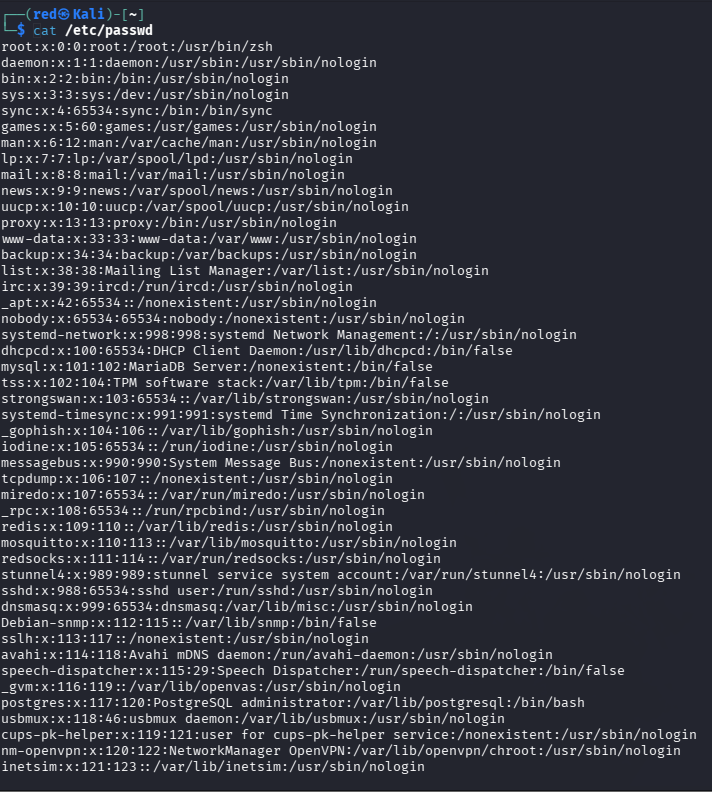 ┌──(red㉿Kali)-[~]
└─$ cat /etc/passwd
root:x:0:0:root:/root:/usr/bin/zsh
daemon:x:1:1:daemon:/usr/sbin:/usr/sbin/nologin
bin:x:2:2:bin:/bin:/usr/sbin/nologin
sys:x:3:3:sys:/dev:/usr/sbin/nologin
sync:x:4:65534:sync:/bin:/bin/sync
games:x:5:60:games:/usr/games:/usr/sbin/nologin
man:x:6:12:man:/var/cache/man:/usr/sbin/nologin
lp:x:7:7:lp:/var/spool/lpd:/usr/sbin/nologin
mail:x:8:8:mail:/var/mail:/usr/sbin/nologin
news:x:9:9:news:/var/spool/news:/usr/sbin/nologin
uucp:x:10:10:uucp:/var/spool/uucp:/usr/sbin/nologin
proxy:x:13:13:proxy:/bin:/usr/sbin/nologin
www-data:x:33:33:www-data:/var/www:/usr/sbin/nologin
backup:x:34:34:backup:/var/backups:/usr/sbin/nologin
list:x:38:38:Mailing List Manager:/var/list:/usr/sbin/nologin
irc:x:39:39:ircd:/run/ircd:/usr/sbin/nologin
_apt:x:42:65534::/nonexistent:/usr/sbin/nologin
nobody:x:65534:65534:nobody:/nonexistent:/usr/sbin/nologin
systemd-network:x:998:998:systemd Network Management:/:/usr/sbin/nologin
dhcpcd:x:100:65534:DHCP Client Daemon:/usr/lib/dhcpcd:/bin/false
mysql:x:101:102:MariaDB Server:/nonexistent:/bin/false
tss:x:102:104:TPM software stack:/var/lib/tpm:/bin/false
strongswan:x:103:65534::/var/lib/strongswan:/usr/sbin/nologin
systemd-timesync:x:991:991:systemd Time Synchronization:/:/usr/sbin/nologin
_gophish:x:104:106::/var/lib/gophish:/usr/sbin/nologin
iodine:x:105:65534::/run/iodine:/usr/sbin/nologin
messagebus:x:990:990:System Message Bus:/nonexistent:/usr/sbin/nologin
tcpdump:x:106:107::/nonexistent:/usr/sbin/nologin
miredo:x:107:65534::/var/run/miredo:/usr/sbin/nologin
_rpc:x:108:65534::/run/rpcbind:/usr/sbin/nologin
redis:x:109:110::/var/lib/redis:/usr/sbin/nologin
mosquitto:x:110:113::/var/lib/mosquitto:/usr/sbin/nologin
redsocks:x:111:114::/var/run/redsocks:/usr/sbin/nologin
stunnel4:x:989:989:stunnel service system account:/var/run/stunnel4:/usr/sbin/nologin
sshd:x:988:65534:sshd user:/run/sshd:/usr/sbin/nologin
dnsmasq:x:999:65534:dnsmasq:/var/lib/misc:/usr/sbin/nologin
Debian-snmp:x:112:115::/var/lib/snmp:/bin/false
sslh:x:113:117::/nonexistent:/usr/sbin/nologin
avahi:x:114:118:Avahi mDNS daemon:/run/avahi-daemon:/usr/sbin/nologin
speech-dispatcher:x:115:29:Speech Dispatcher:/run/speech-dispatcher:/bin/false
_gvm:x:116:119::/var/lib/openvas:/usr/sbin/nologin
postgres:x:117:120:PostgreSQL administrator:/var/lib/postgresql:/bin/bash
usbmux:x:118:46:usbmux daemon:/var/lib/usbmux:/usr/sbin/nologin
cups-pk-helper:x:119:121:user for cups-pk-helper service:/nonexistent:/usr/sbin/nologin
nm-openvpn:x:120:122:NetworkManager OpenVPN:/var/lib/openvpn/chroot:/usr/sbin/nologin
inetsim:x:121:123::/var/lib/inetsim:/usr/sbin/nologin